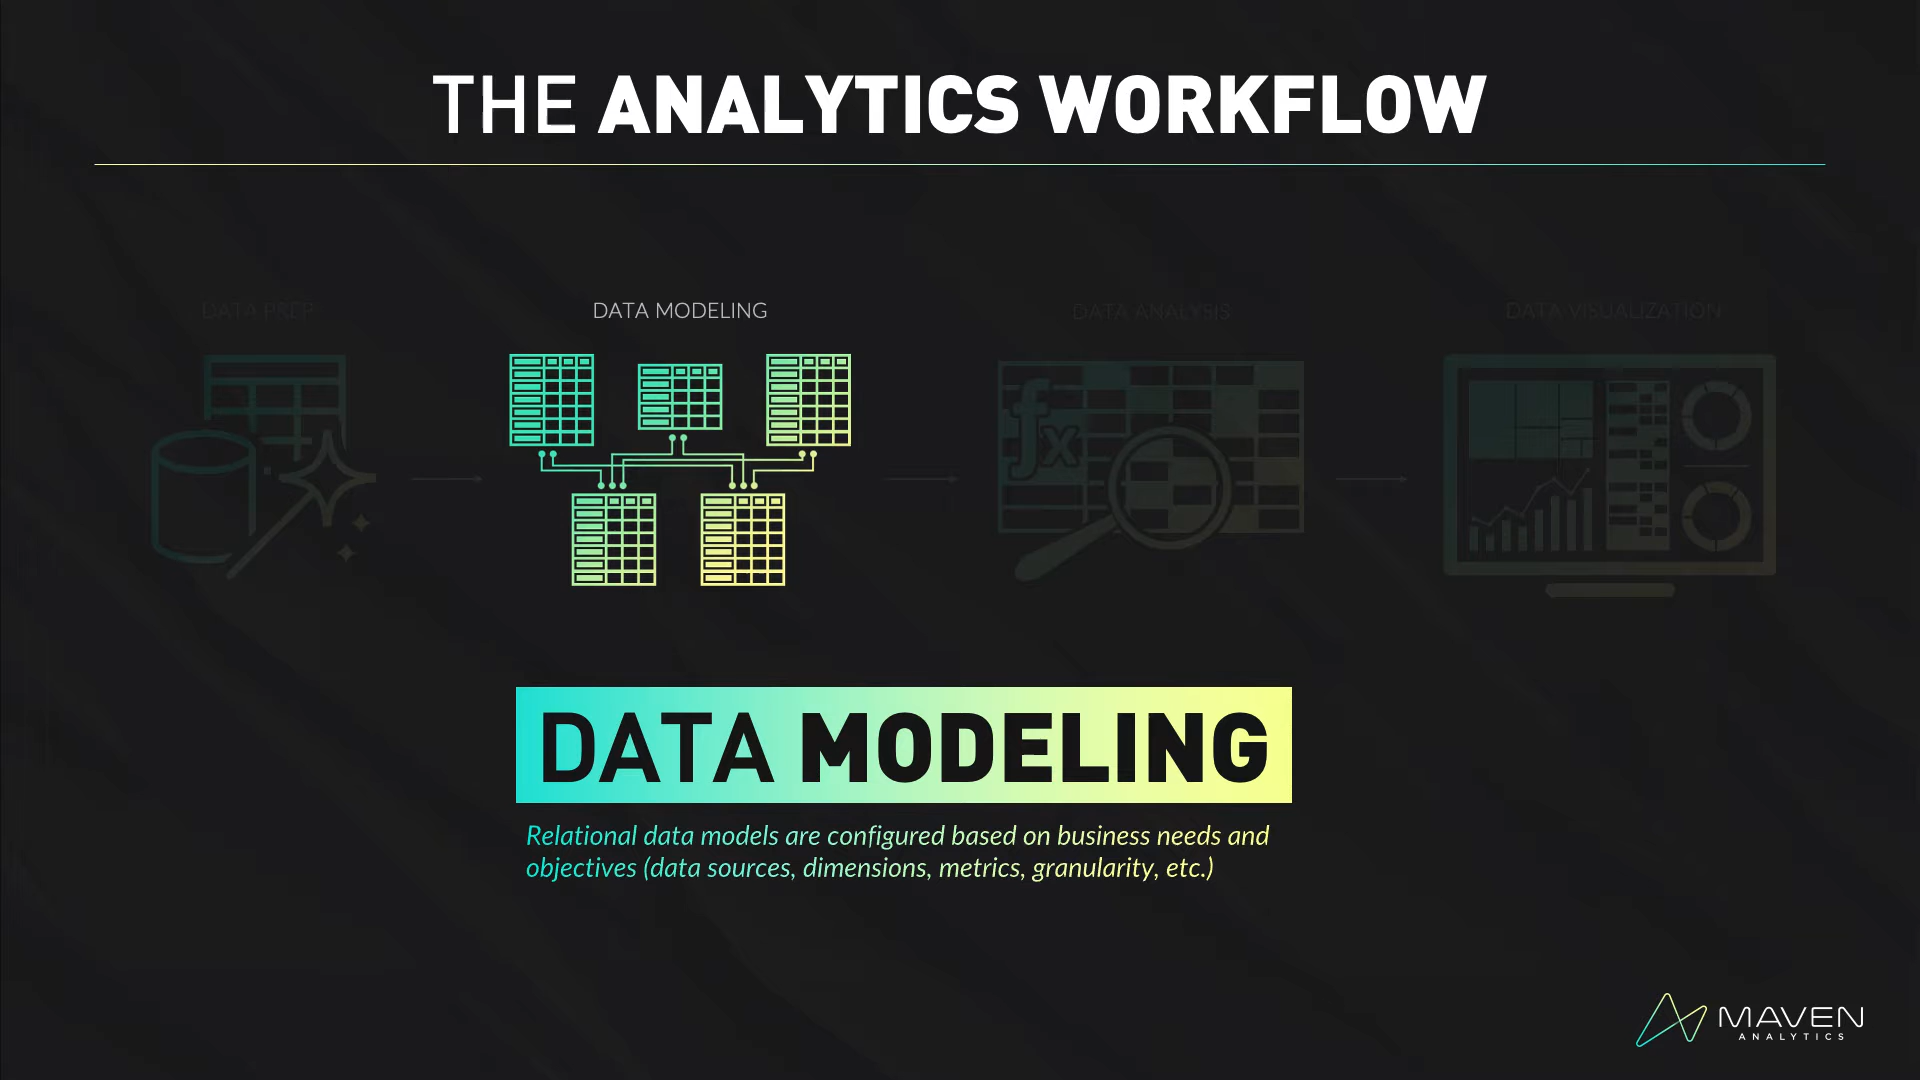 THE ANALYTICS WORKFLOW
DATA PREP
DATA MODELING
DATA ANALYSIS
DATA VISUALIZATION
fx
DATA MODELING
Relational data models are configured based on business needs and
objectives (data sources, dimensions, metrics, granularity, etc.)
MAVEN
ANALYTICS